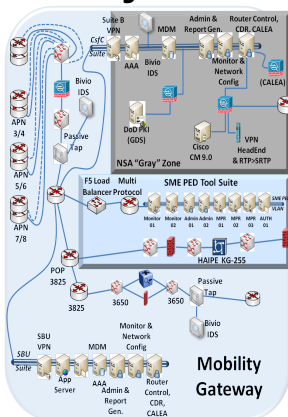 Suite B
VPN
CsfC
Suite
AAA
Bivio
IDS
MDM
Admin &
Report Gen.
Monitor &
Network
Config
Router Control,
CDR, CALEA
(CALEA)
DoD PKI
(GDS)
Cisco
CM 9.0
VPN
HeadEnd
& RTP>SRTP
NSA "Gray" Zone
Bivio
IDS
Passive
Tap
APN
3/4
APN
5/6
APN
7/8
F5 Load
Balancer
Multi
Protocol
SME PED Tool Suite
Monitor
01
Monitor
02
Admin
01
Admin
02
MPR
01
MPR
02
MPR
03
AUTH
01
SME PED
VLAN
HAIPE KG-255
POP
3825
3825
3650
3650
Passive
Tap
Bivio
IDS
SBU
VPN
SBU
Suite
App
Server
MDM
AAA
Monitor &
Network
Config
Admin &
Report
Gen.
Router
Control,
CDR,
CALEA
Mobility
Gateway